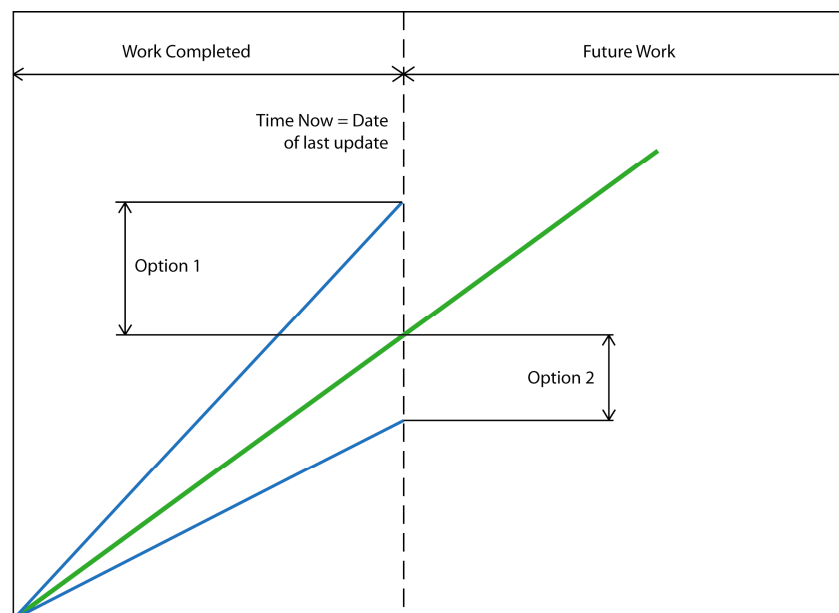 Work Completed
Future Work
Time Now = Date
of last update
Option 1
Option 2